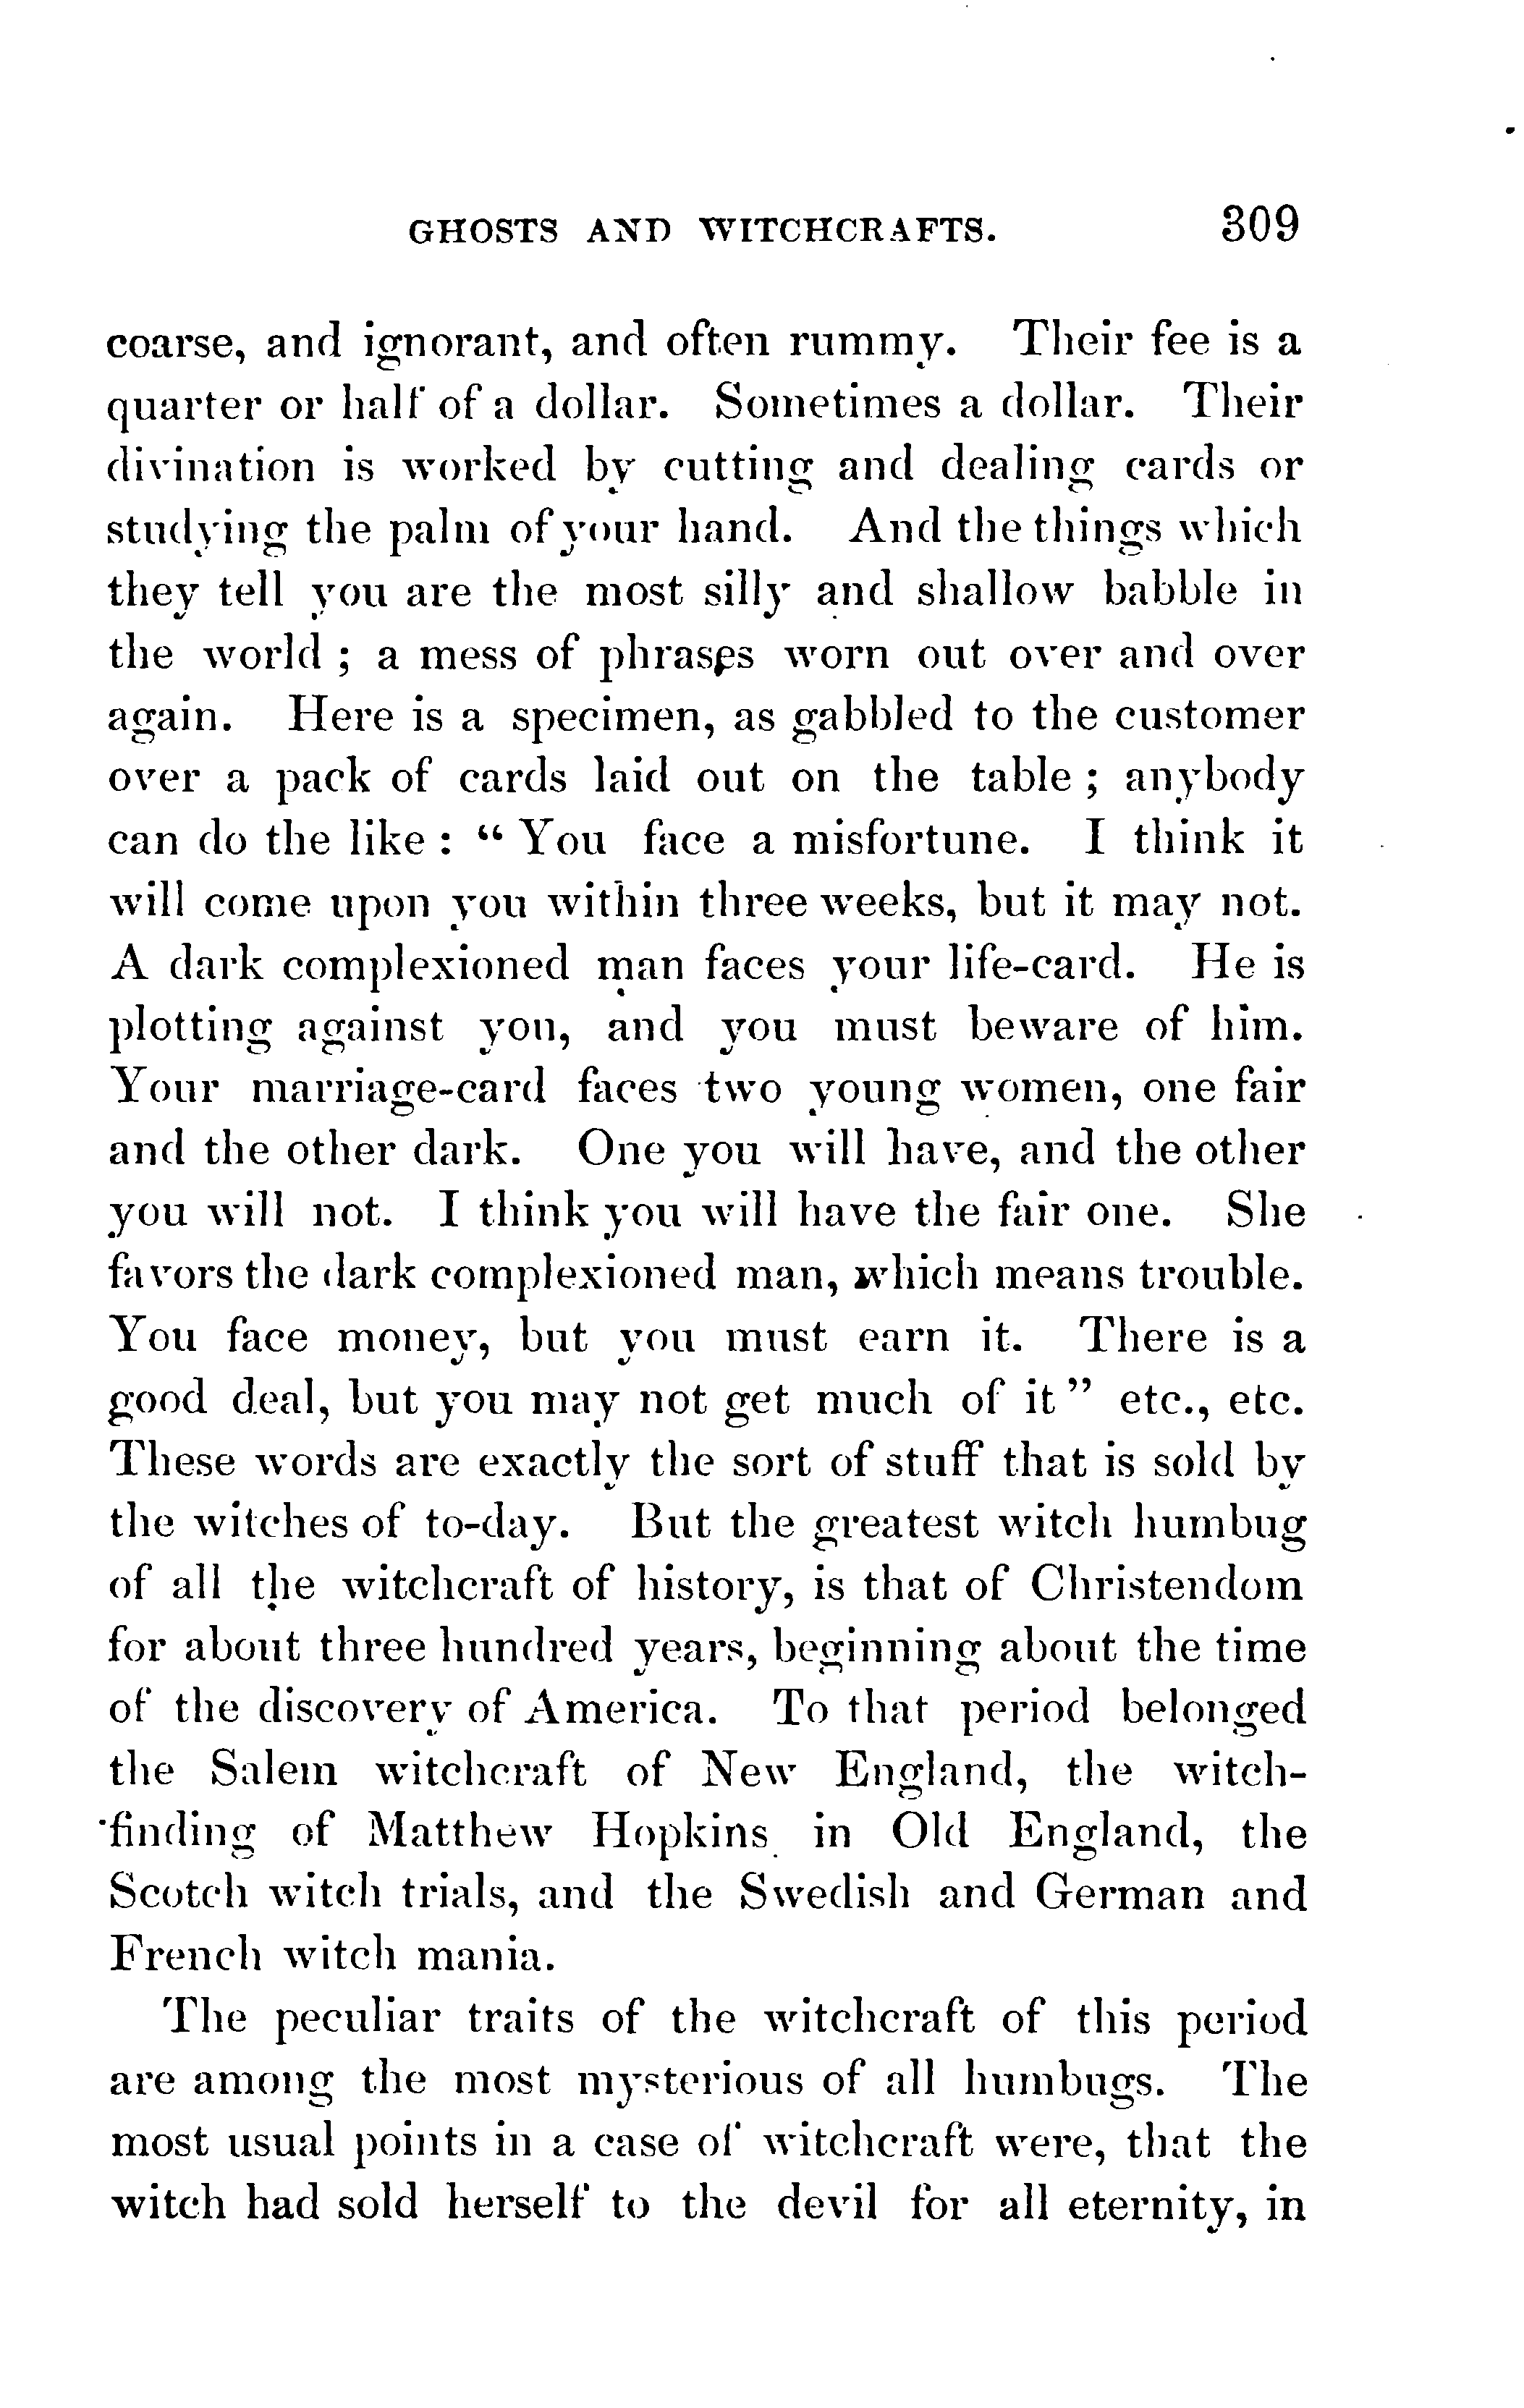 GHOSTS AND WITCHCRAFTS. 309
coarse, and ignorant, and often rummy. Their fee is a
quarter or half of a dollar. Sometimes a dollar. Their
divination is worked by cutting and dealing cards or
studying the palm of your hand. And the things which
they tell you are the most silly and shallow babble in
the world ; a mess of phrases worn out over and over
again. Here is a specimen, as gabbled to the customer
over a pack of cards laid out on the table ; anybody
can do the like : “ You face a misfortune. I think it
will come upon you within three weeks, but it may not.
A dark complexioned man faces your life-card. He is
plotting against you, and you must beware of him.
Your marriage-card faces two young women, one fair
and the other dark. One you will have, and the other
you will not. I think you will have the fair one. She
favors the dark complexioned man, which means trouble.
You face money, but you must earn it. There is a
good deal, but you may not get much of it ” etc., etc.
These words are exactly the sort of stuff that is sold by
the witches of to-day. But the greatest witch humbug
of all the witchcraft of history, is that of Christendom
for about three hundred years, beginning about the time
of the discovery of America. To that period belonged
the Salem witchcraft of New England, the witch-
finding of Matthew Hopkins in Old England, the
Scotch witch trials, and the Swedish and German and
French witch mania.
The peculiar traits of the witchcraft of this period
are among the most mysterious of all humbugs. The
most usual points in a case of witchcraft were, that the
witch had sold herself to the devil for all eternity, in